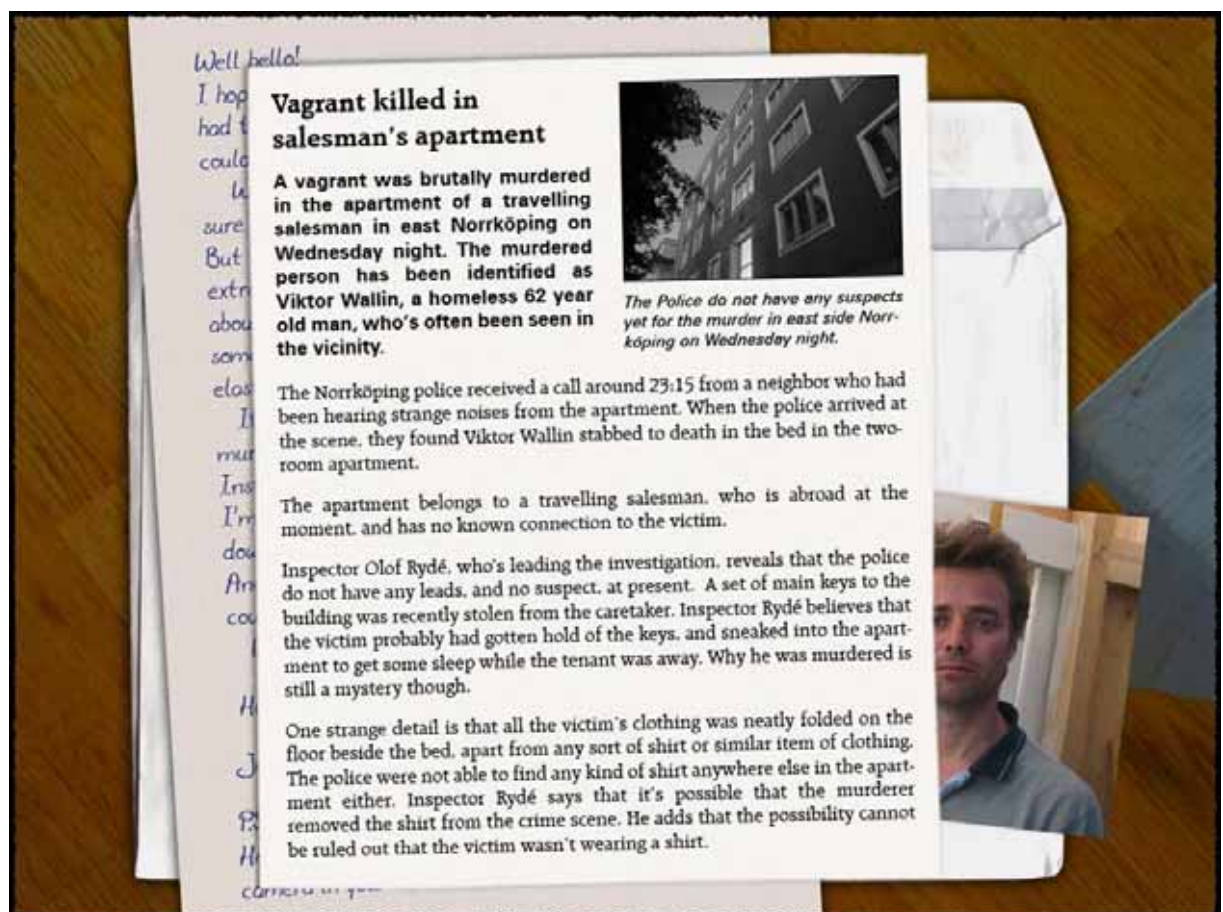 Well hello!
I
had
sure
But
I'm
camera in
Vagrant killed in
salesman's apartment
A vagrant was brutally murdered
in the apartment of a travelling
salesman in east Norrköping on
Wednesday night. The murdered
person has been identified as
Viktor Wallin, a homeless 62 year
old man, who's often been seen in
the vicinity.
The Police do not have any suspects
yet for the murder in east side Norr-
köping on Wednesday night.
The Norrköping police received a call around 23:15 from a neighbor who had
been hearing strange noises from the apartment. When the police arrived at
the scene, they found Viktor Wallin stabbed to death in the bed in the two-
room apartment.
The apartment belongs to a travelling salesman, who is abroad at the
moment, and has no known connection to the victim.
Inspector Olof Rydé, who's leading the investigation, reveals that the police
do not have any leads, and no suspect, at present. A set of main keys to the
building was recently stolen from the caretaker. Inspector Rydé believes that
the victim probably had gotten hold of the keys, and sneaked into the apart-
ment to get some sleep while the tenant was away. Why he was murdered is
still a mystery though.
One strange detail is that all the victim's clothing was neatly folded on the
floor beside the bed, apart from any sort of shirt or similar item of clothing.
The police were not able to find any kind of shirt anywhere else in the apart-
ment either. Inspector Rydé says that it's possible that the murderer
removed the shirt from the crime scene. He adds that the possibility cannot
be ruled out that the victim wasn't wearing a shirt.